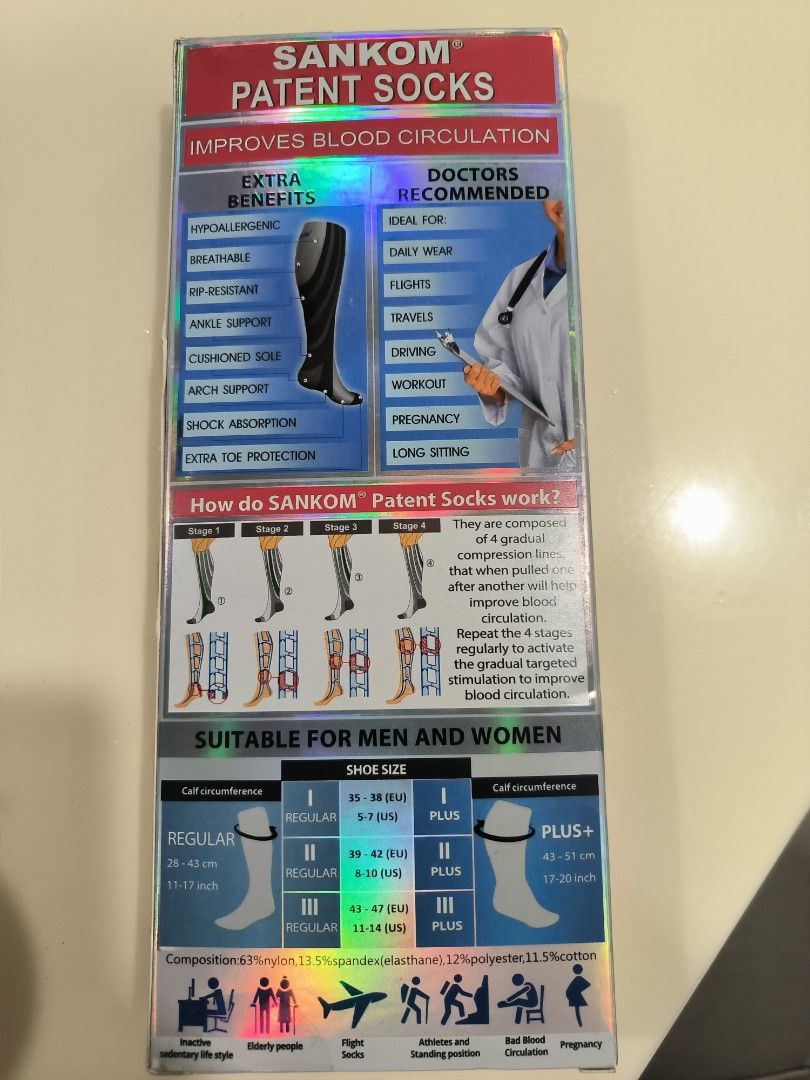 SANKOM®
PATENT SOCKS
IMPROVES BLOOD CIRCULATION
EXTRA
BENEFITS
HYPOALLERGENIC
BREATHABLE
RIP-RESISTANT
ANKLE SUPPORT
CUSHIONED SOLE
ARCH SUPPORT
SHOCK ABSORPTION
EXTRA TOE PROTECTION
DOCTORS
RECOMMENDED
IDEAL FOR:
DAILY WEAR
FLIGHTS
TRAVELS
DRIVING
WORKOUT
PREGNANCY
LONG SITTING
How do SANKOM® Patent Socks work?
Stage 1 Stage 2 Stage 3 Stage 4
① ② ③ ④
They are composed
of 4 gradual
compression lines,
that when pulled one
after another will help
improve blood
circulation.
Repeat the 4 stages
regularly to activate
the gradual targeted
stimulation to improve
blood circulation.
SUITABLE FOR MEN AND WOMEN
Calf circumference
REGULAR
28 - 43 cm
11-17 inch
SHOE SIZE
I REGULAR 35 - 38 (EU) 5-7 (US) I PLUS
II REGULAR 39 - 42 (EU) 8-10 (US) II PLUS
III REGULAR 43 - 47 (EU) 11-14 (US) III PLUS
Calf circumference
PLUS+
43 - 51 cm
17-20 inch
Composition:63%nylon,13.5%spandex(elasthane),12%polyester,11.5%cotton
Inactive
sedentary life style
Elderly people
Flight
Socks
Athletes and
Standing position
Bad Blood
Circulation
Pregnancy